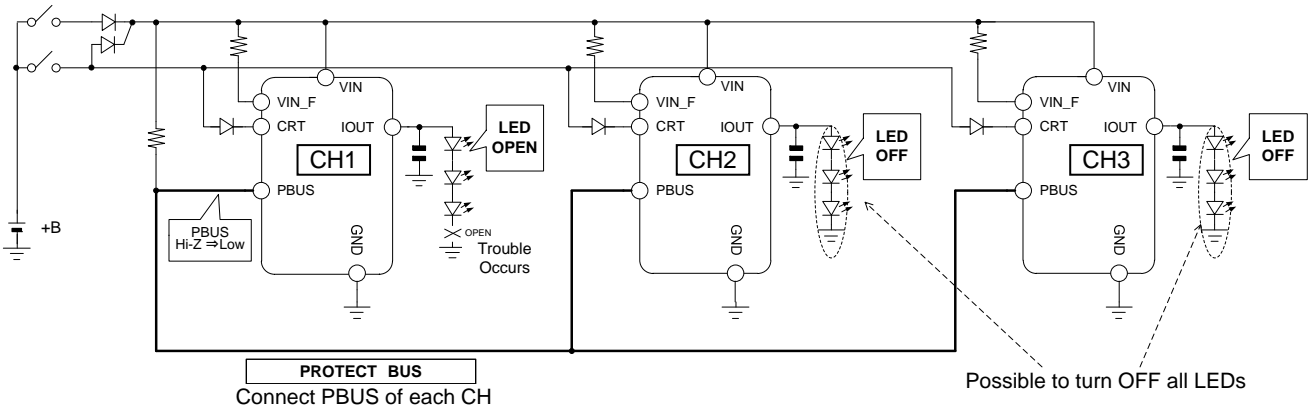 +B
VIN
VIN_F
CRT
IOUT
CH1
PBUS
GND
PBUS
Hi-Z ⇒Low
LED
OPEN
OPEN
Trouble
Occurs
VIN
VIN_F
CRT
IOUT
CH2
PBUS
GND
LED
OFF
VIN
VIN_F
CRT
IOUT
CH3
PBUS
GND
LED
OFF
PROTECT BUS
Connect PBUS of each CH
Possible to turn OFF all LEDs